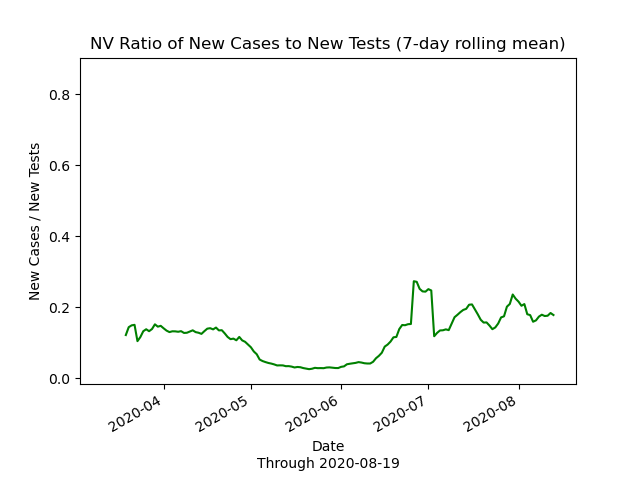 NV Ratio of New Cases to New Tests (7-day rolling mean)
New Cases / New Tests
0.8
0.6
0.4
0.2
0.0
2020-04
2020-05
2020-06
2020-07
2020-08
Date
Through 2020-08-19